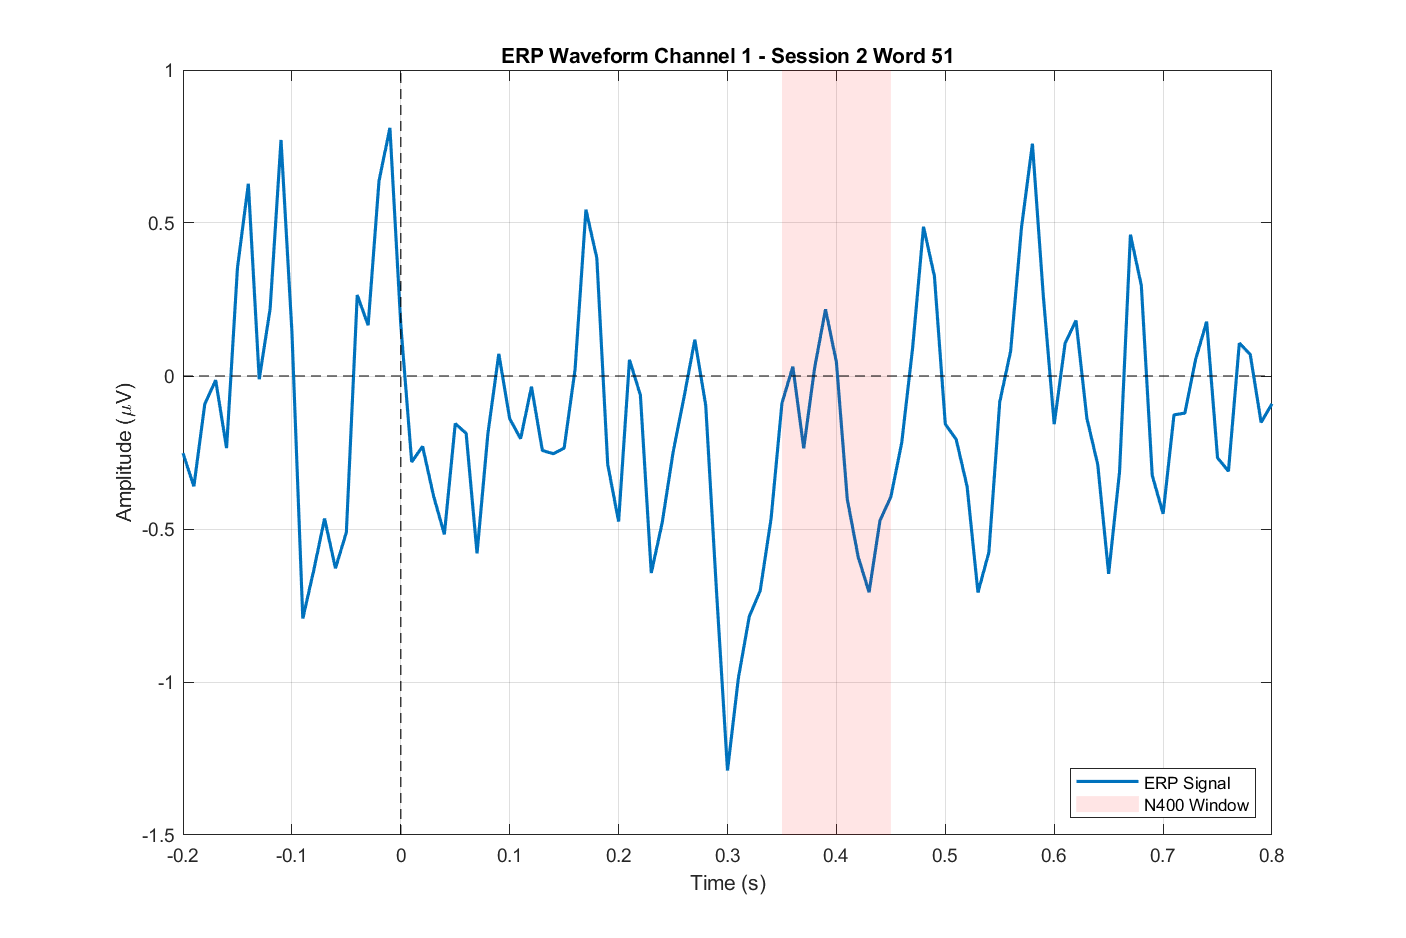 ERP Waveform Channel 1 - Session 2 Word 51
1
0.5
0
-0.5
-1
-1.5
Amplitude (μV)
-0.2 -0.1 0 0.1 0.2 0.3 0.4 0.5 0.6 0.7 0.8
Time (s)
ERP Signal
N400 Window